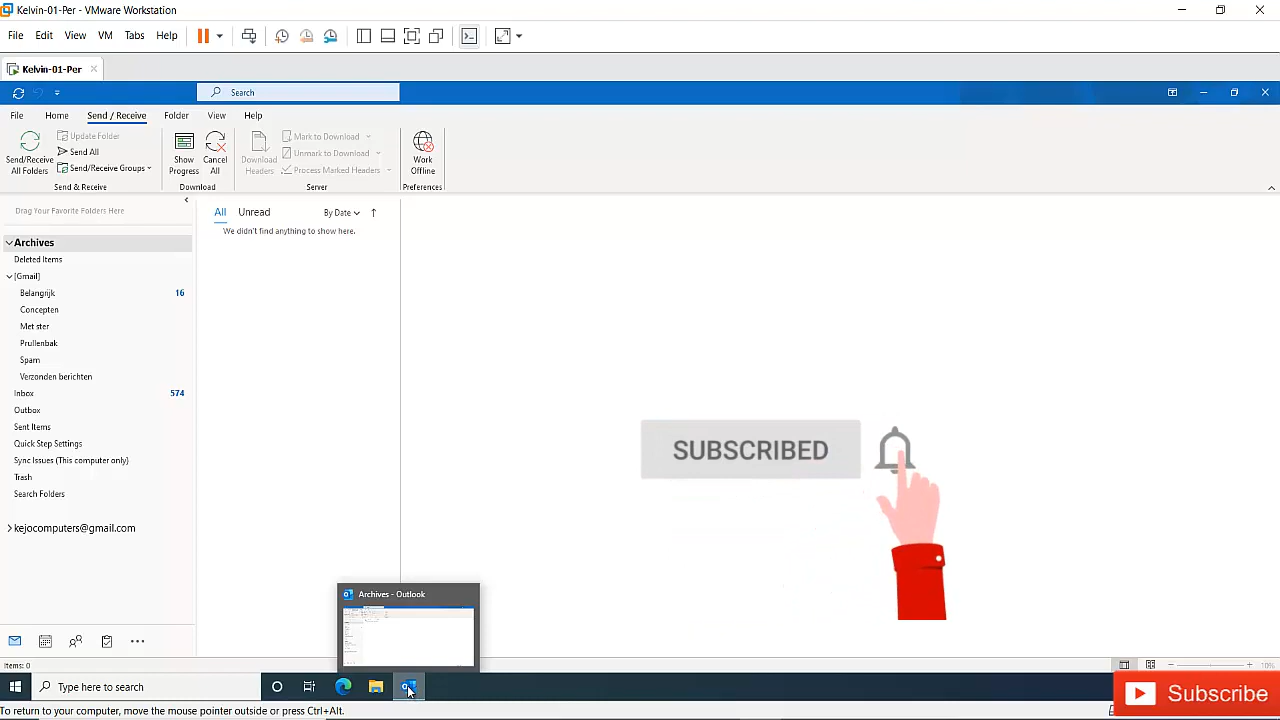 Kelvin-01-Per - VMware Workstation
File Edit View VM Tabs Help
Kelvin-01-Per
Search
File Home Send / Receive Folder View Help
Send/Receive All Folders
Update Folder
Send All
Send/Receive Groups
Show Progress
Cancel All
Download Headers
Mark to Download
Unmark to Download
Process Marked Headers
Work Offline
Send & Receive Download Server Preferences
Drag Your Favorite Folders Here
All Unread By Date
We didn't find anything to show here.
Archives
Deleted Items
[Gmail]
Belangrijk 16
Concepten
Met ster
Prullenbak
Spam
Verzonden berichten
Inbox 574
Outbox
Sent Items
Quick Step Settings
Sync Issues (This computer only)
Trash
Search Folders
kejocomputers@gmail.com
SUBSCRIBED
Archives - Outlook
Items: 0
10%
Type here to search
Subscribe
To return to your computer, move the mouse pointer outside or press Ctrl+Alt.